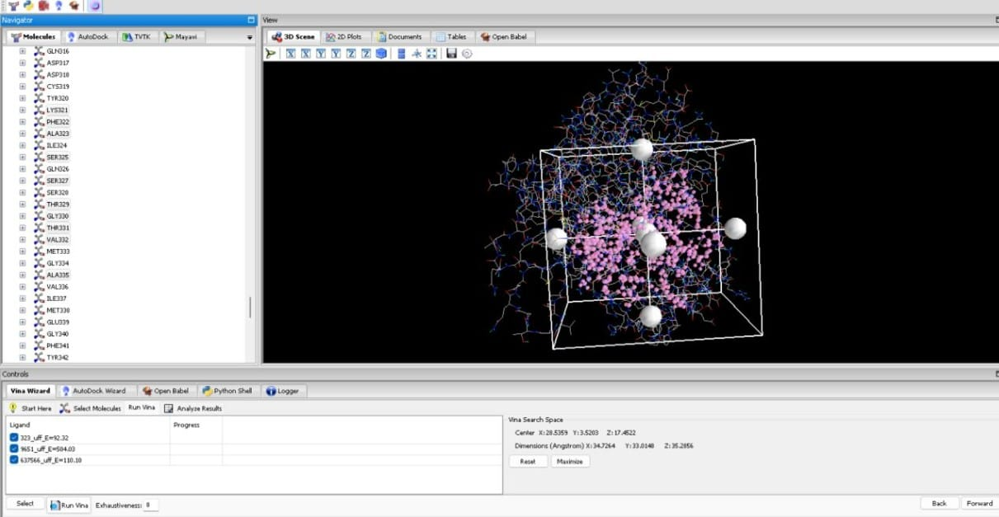 Navigator
View
Molecules
AutoDock
TVTK
Mayavi
3D Scene
2D Plots
Documents
Tables
Open Babel
GLN316
ASP317
ASP318
CYS319
TYR320
LYS321
PHE322
ALA323
ILE324
SER325
GLN326
SER327
SER328
THR329
GLY330
THR331
VAL332
MET333
GLY334
ALA335
VAL336
ILE337
MET338
GLU339
GLY340
PHE341
TYR342
Controls
Vina Wizard
AutoDock Wizard
Open Babel
Python Shell
Logger
Start Here
Select Molecules
Run Vina
Analyze Results
Ligand
Progress
323_uff_E=92.32
9651_uff_E=584.03
637566_uff_E=110.10
Vina Search Space
Center X:28.5359 Y:3.5203 Z:17.4522
Dimensions (Angstrom) X:34.7264 Y:33.0148 Z:35.2856
Reset
Maximize
Select
Run Vina
Exhaustiveness: 8
Back
Forward